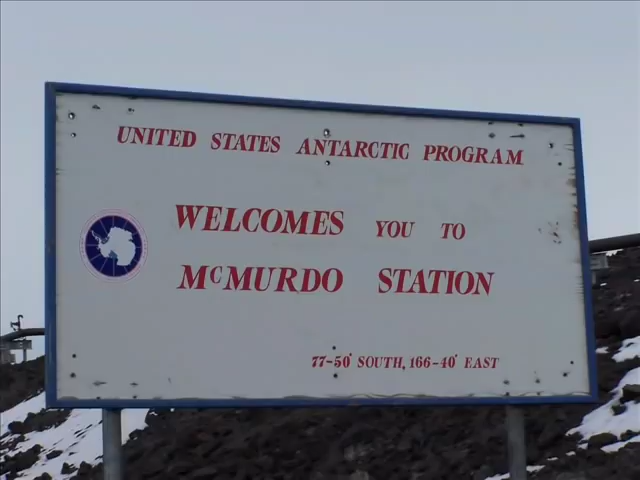 UNITED STATES ANTARCTIC PROGRAM
WELCOMES YOU TO
MCMURDO STATION
77-50' SOUTH, 166-40' EAST